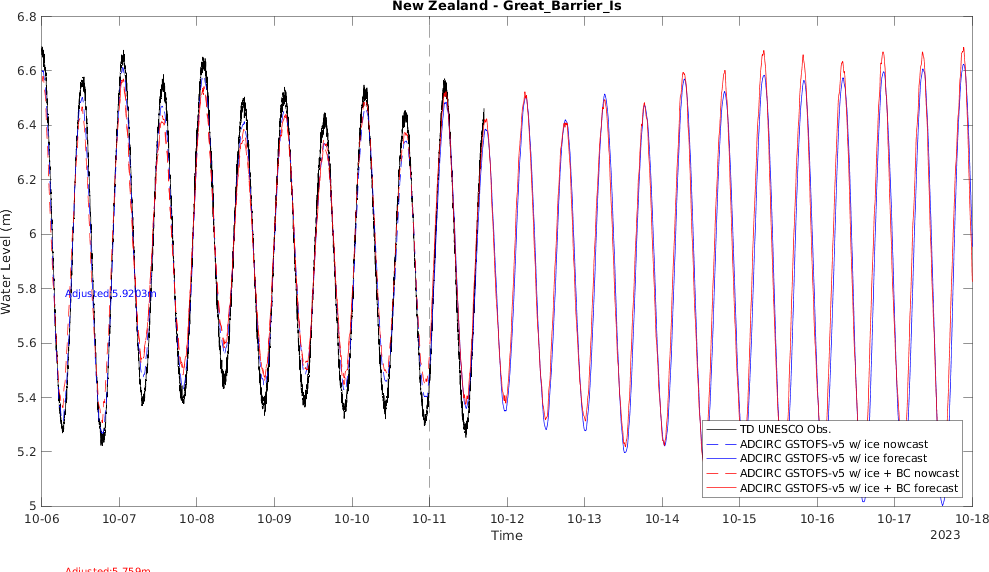 New Zealand - Great_Barrier_Is
6.8
6.6
6.4
6.2
6
5.8
5.6
5.4
5.2
5
Water Level (m)
Adjusted:5.9203m
TD UNESCO Obs.
ADCIRC GSTOFS-v5 w/ ice nowcast
ADCIRC GSTOFS-v5 w/ ice forecast
ADCIRC GSTOFS-v5 w/ ice + BC nowcast
ADCIRC GSTOFS-v5 w/ ice + BC forecast
10-06 10-07 10-08 10-09 10-10 10-11 10-12 10-13 10-14 10-15 10-16 10-17 10-18
Time
2023
Adjusted:5.759m